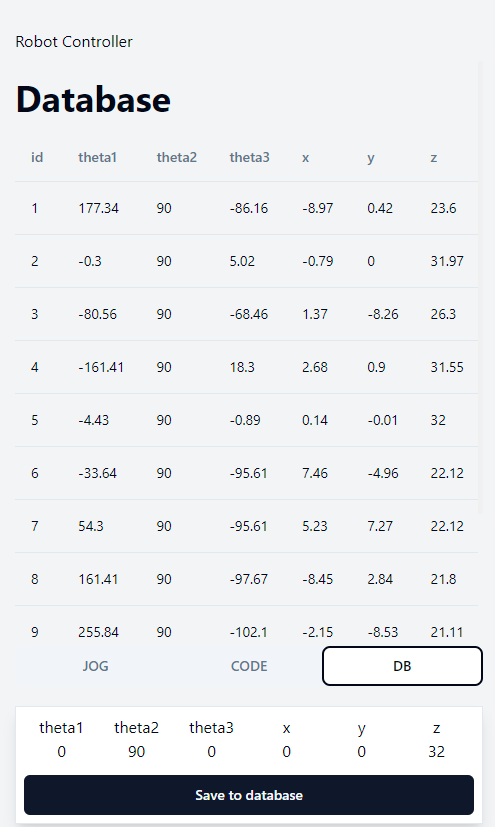 Robot Controller
Database
id theta1 theta2 theta3 x y z
1 177.34 90 -86.16 -8.97 0.42 23.6
2 -0.3 90 5.02 -0.79 0 31.97
3 -80.56 90 -68.46 1.37 -8.26 26.3
4 -161.41 90 18.3 2.68 0.9 31.55
5 -4.43 90 -0.89 0.14 -0.01 32
6 -33.64 90 -95.61 7.46 -4.96 22.12
7 54.3 90 -95.61 5.23 7.27 22.12
8 161.41 90 -97.67 -8.45 2.84 21.8
9 255.84 90 -102.1 -2.15 -8.53 21.11
JOG CODE DB
theta1 theta2 theta3 x y z
0 90 0 0 0 32
Save to database